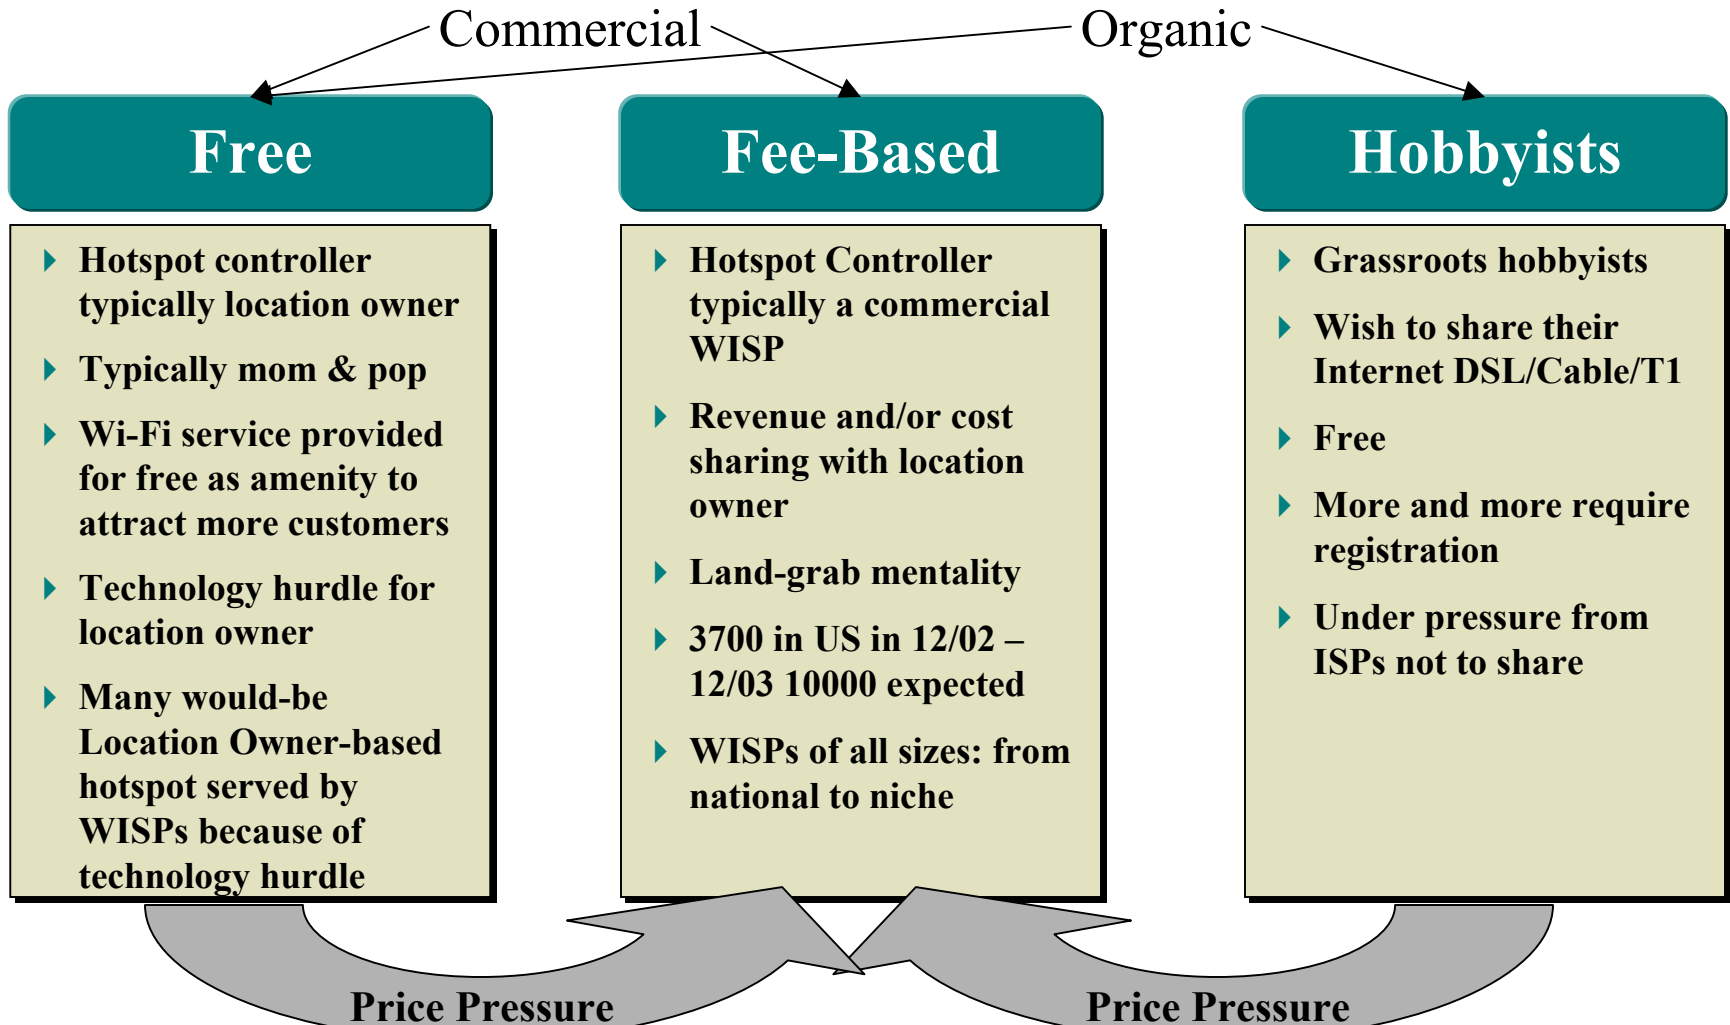 Commercial
Organic
Free
Hotspot controller
typically location owner
Typically mom & pop
Wi-Fi service provided
for free as amenity to
attract more customers
Technology hurdle for
location owner
Many would-be
Location Owner-based
hotspot served by
WISPs because of
technology hurdle
Fee-Based
Hotspot Controller
typically a commercial
WISP
Revenue and/or cost
sharing with location
owner
Land-grab mentality
3700 in US in 12/02 –
12/03 10000 expected
WISPs of all sizes: from
national to niche
Hobbyists
Grassroots hobbyists
Wish to share their
Internet DSL/Cable/T1
Free
More and more require
registration
Under pressure from
ISPs not to share
Price Pressure
Price Pressure